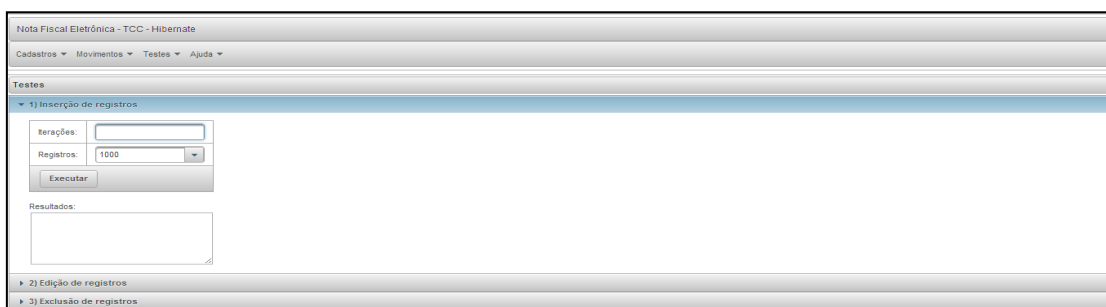 Nota Fiscal Eletrônica - TCC - Hibernate
Cadastros Movimentos Testes Ajuda
Testes
1) Inserção de registros
Iterações:
Registros: 1000
Executar
Resultados:
2) Edição de registros
3) Exclusão de registros